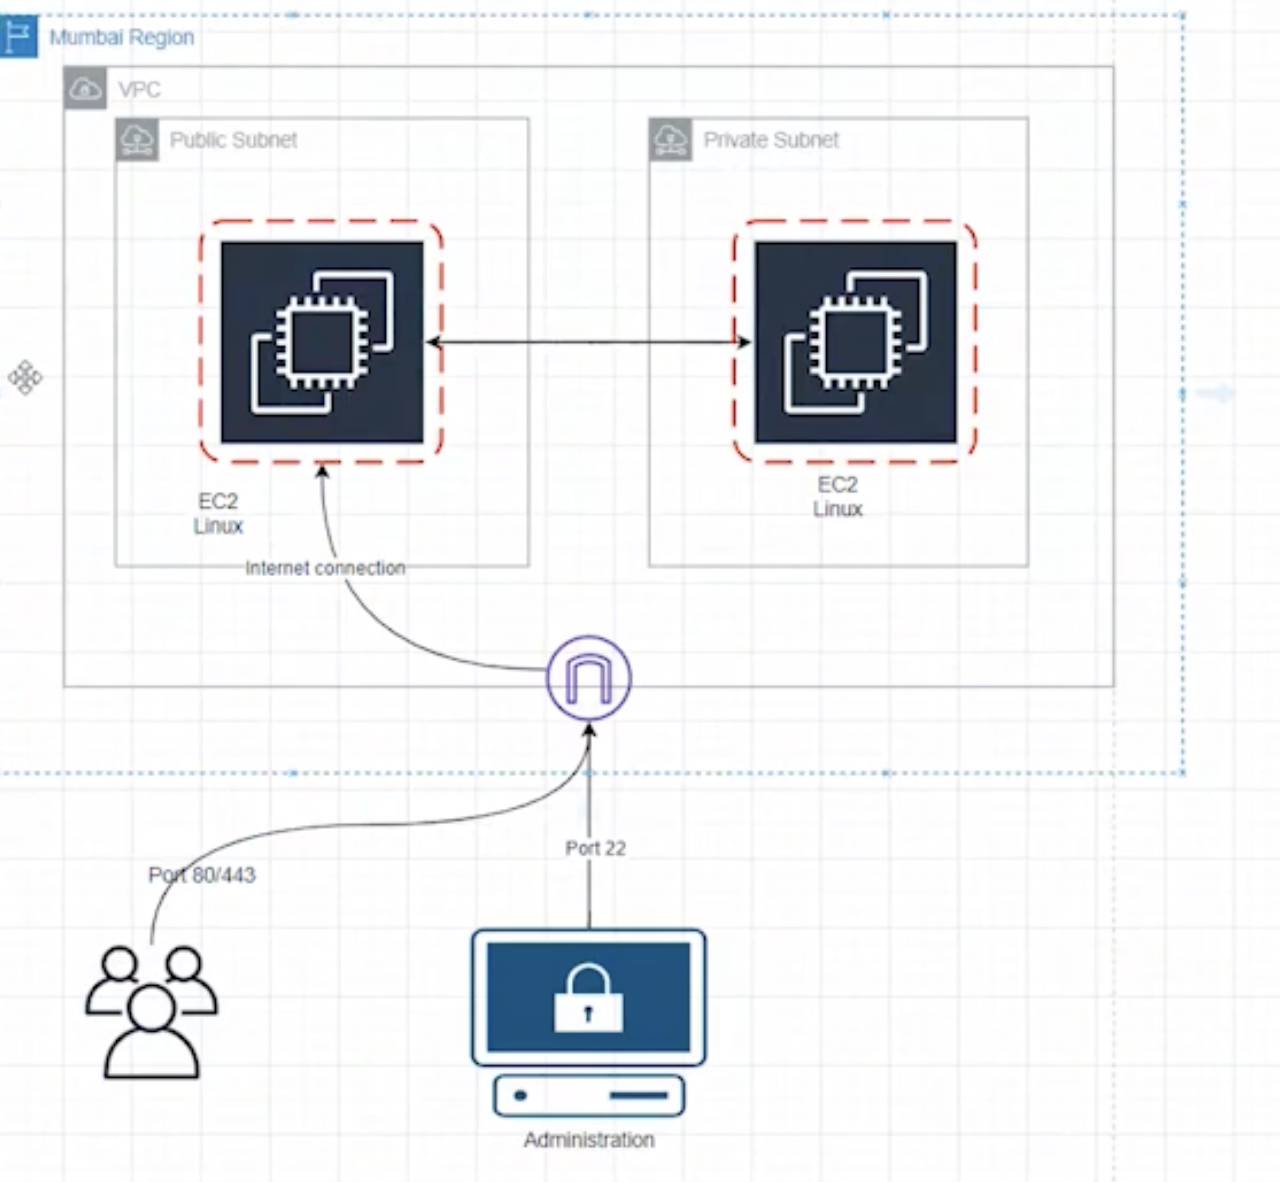 Mumbai Region
VPC
Public Subnet
Private Subnet
EC2
Linux
EC2
Linux
Internet connection
Port 22
Port 80/443
Administration